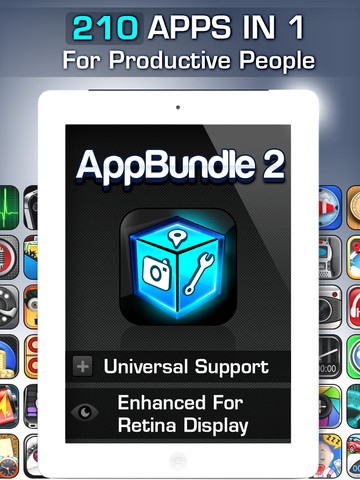 210 APPS IN 1
For Productive People
AppBundle 2
Universal Support
Enhanced For
Retina Display